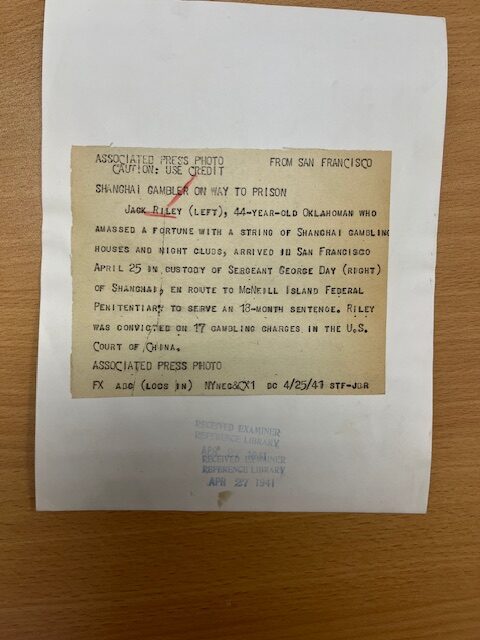 ASSOCIATED PRESS PHOTO FROM SAN FRANCISCO
CAUTION: USE CREDIT
SHANGHAI GAMBLER ON WAY TO PRISON
JACK RILEY (LEFT), 44-YEAR-OLD OKLAHOMAN WHO
AMASSED A FORTUNE WITH A STRING OF SHANGHAI GAMBLING
HOUSES AND NIGHT CLUBS, ARRIVED IN SAN FRANCISCO
APRIL 25 IN CUSTODY OF SERGEANT GEORGE DAY (RIGHT)
OF SHANGHAI, EN ROUTE TO MCNEILL ISLAND FEDERAL
PENITENTIARY TO SERVE AN 18-MONTH SENTENCE. RILEY
WAS CONVICTED ON 17 GAMBLING CHARGES IN THE U.S.
COURT OF CHINA.
ASSOCIATED PRESS PHOTO
FX ABG (LOCS IN) DC 4/25/41 STF-JBR
RECEIVED EXAMINER
REFERENCE LIBRARY
APR 1941
RECEIVED EXAMINER
REFERENCE LIBRARY
APR 27 1941